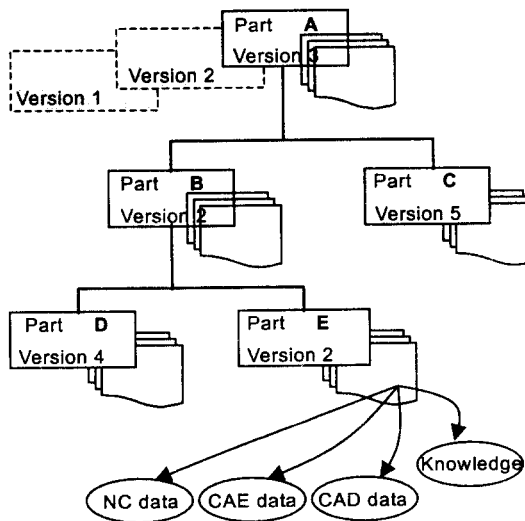 Part A
Version 3
Version 2
Version 1
Part B
Version 2
Part C
Version 5
Part D
Version 4
Part E
Version 2
Knowledge
NC data
CAE data
CAD data